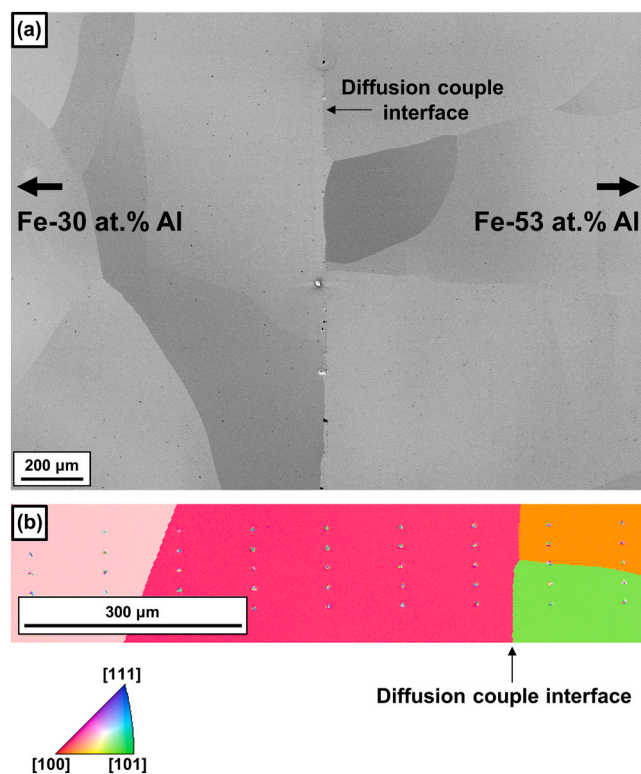 (a)
Diffusion couple
interface
Fe-30 at.% Al
Fe-53 at.% Al
200 µm
(b)
300 µm
Diffusion couple interface
[111]
[100]
[101]